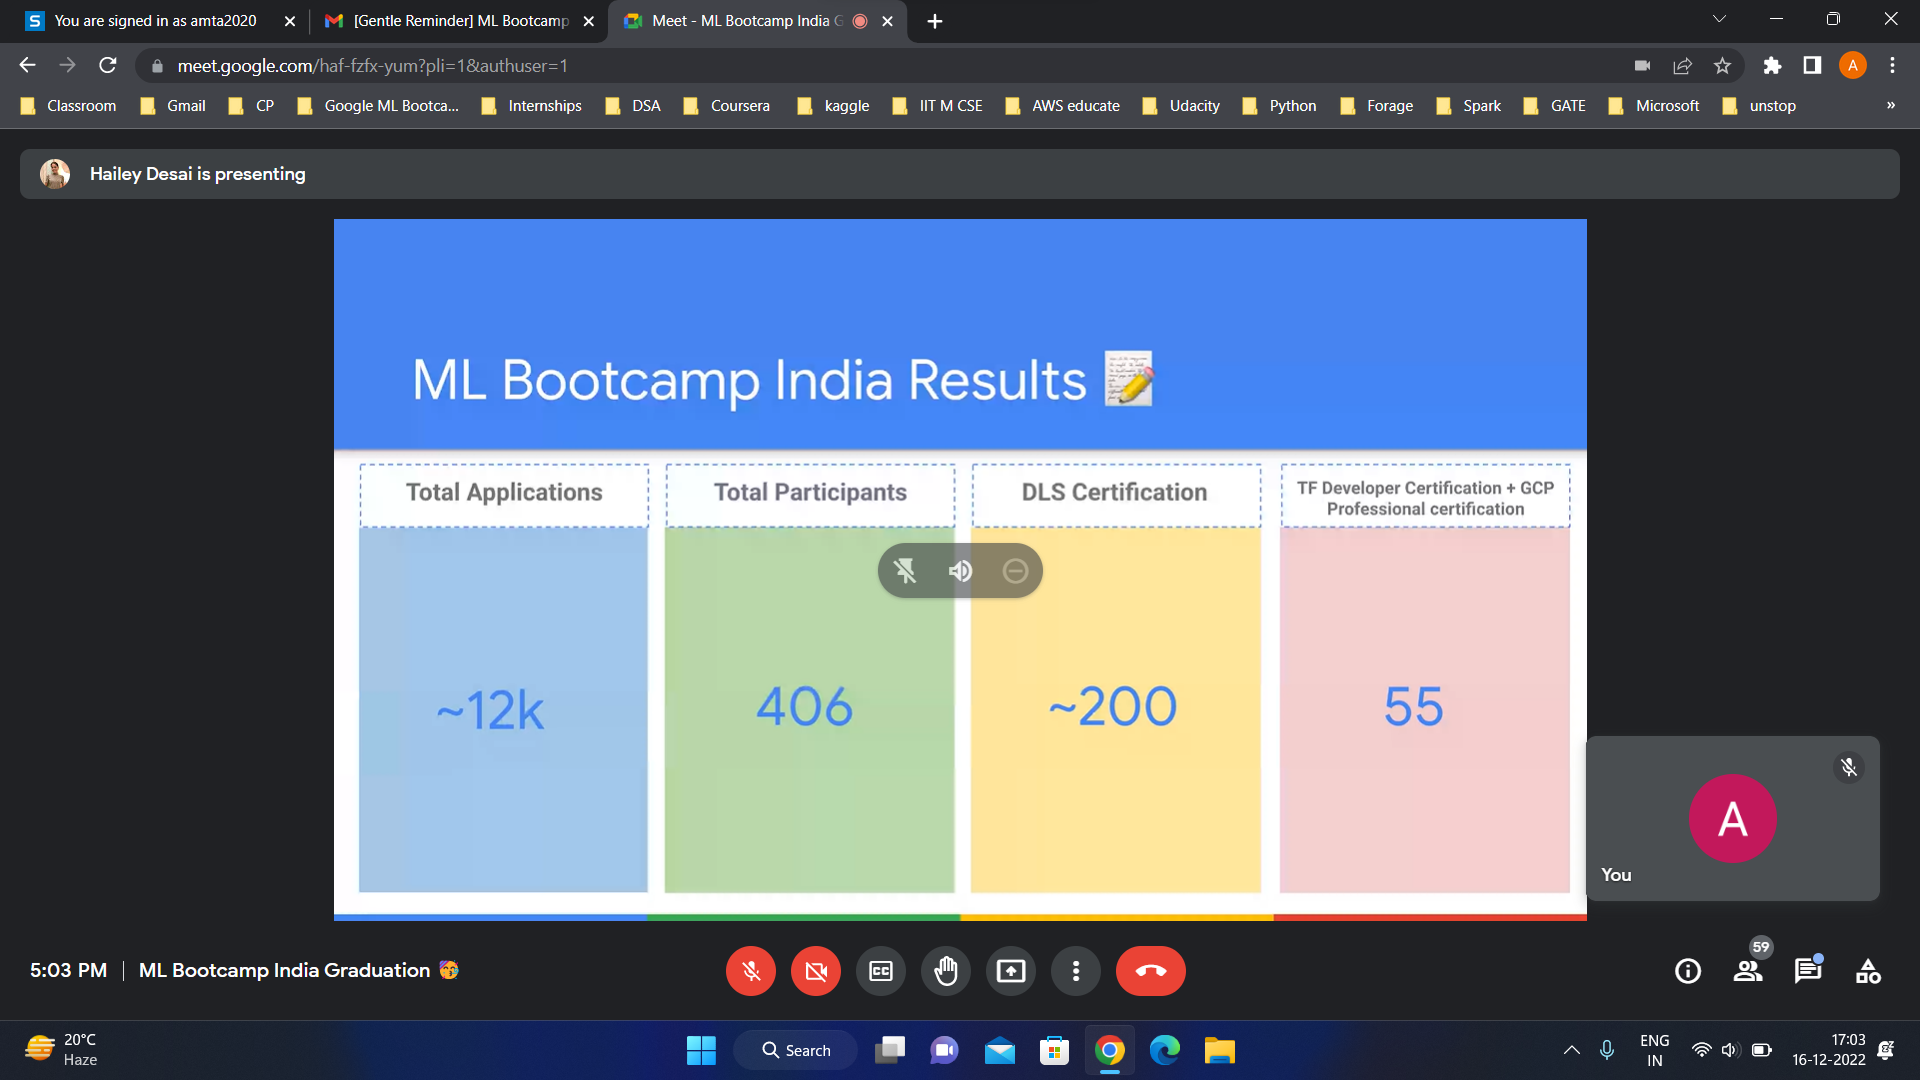 You are signed in as amta2020
[Gentle Reminder] ML Bootcamp
Meet - ML Bootcamp India G
meet.google.com/haf-fzfx-yum?pli=1&authuser=1
A
Classroom
Gmail
CP
Google ML Bootca...
Internships
DSA
Coursera
kaggle
IIT M CSE
AWS educate
Udacity
Python
Forage
Spark
GATE
Microsoft
unstop
»
Hailey Desai is presenting
ML Bootcamp India Results
Total Applications
Total Participants
DLS Certification
TF Developer Certification + GCP
Professional certification
~12k
406
~200
55
A
You
5:03 PM
ML Bootcamp India Graduation
CC
59
20°C
Haze
Search
ENG
IN
17:03
16-12-2022